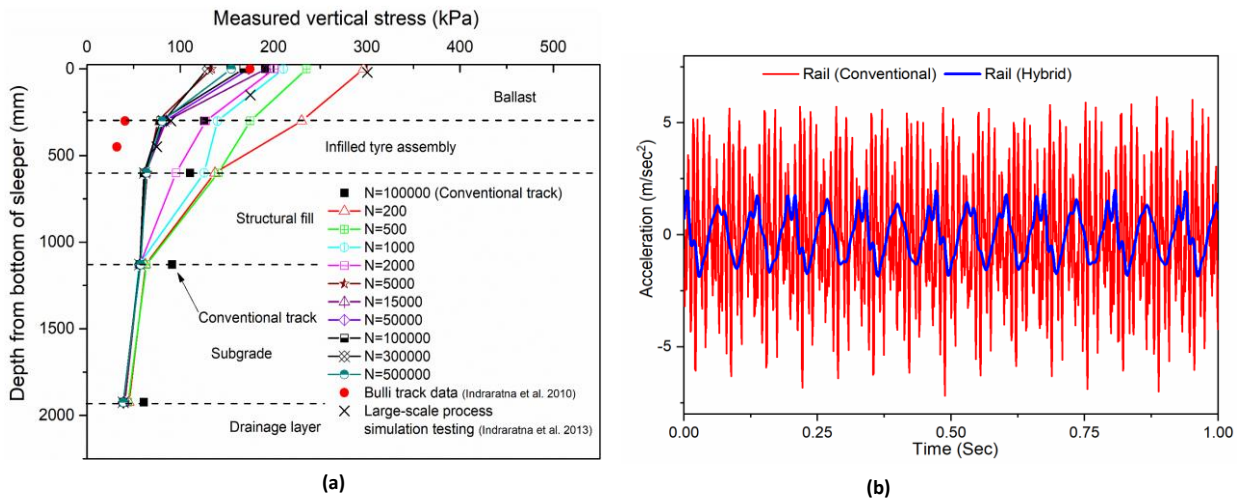 Measured vertical stress (kPa)
0 100 200 300 400 500
Depth from bottom of sleeper (mm)
0
500
1000
1500
2000
Ballast
Infilled tyre assembly
Structural fill
Conventional track
Subgrade
Drainage layer
N=100000 (Conventional track)
N=200
N=500
N=1000
N=2000
N=5000
N=15000
N=50000
N=100000
N=300000
N=500000
Bulli track data (Indraratna et al. 2010)
Large-scale process
simulation testing (Indraratna et al. 2013)
(a)
Rail (Conventional) Rail (Hybrid)
Acceleration (m/sec²)
5
0
-5
0.00 0.25 0.50 0.75 1.00
Time (Sec)
(b)